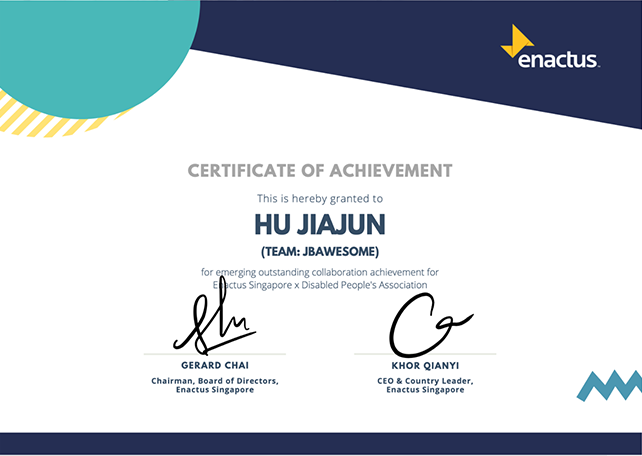 enactus.
CERTIFICATE OF ACHIEVEMENT
This is hereby granted to
HU JIAJUN
(TEAM: JBAWESOME)
for emerging outstanding collaboration achievement for
Enactus Singapore x Disabled People's Association
GERARD CHAI
Chairman, Board of Directors,
Enactus Singapore
KHOR QIANYI
CEO & Country Leader,
Enactus Singapore